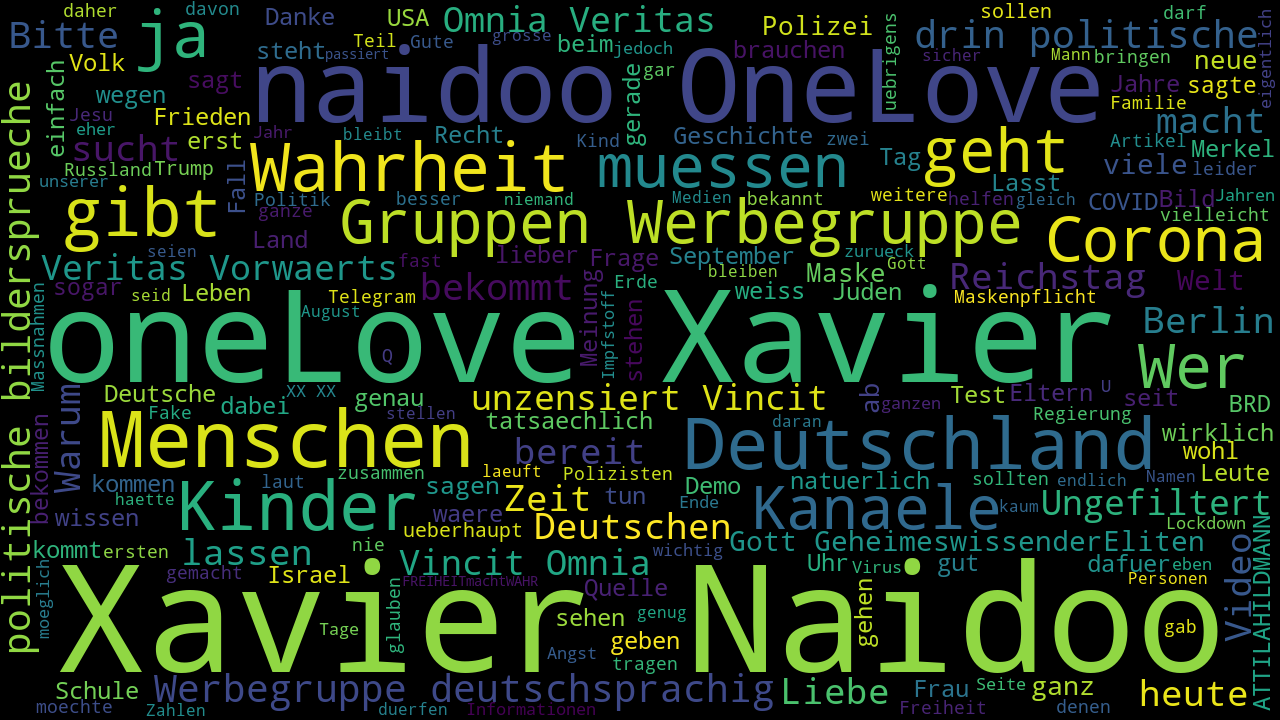 daher
davon
Danke
USA
Omnia Veritas
sollen
darf
Bitte
ja
steht
passiert
Teil
Gute
grosse
beim
jedoch
Polizei
drin politische
eigentlich
Volk
sagt
naidoo OneLove
gar
brauchen
uebrigens
sicher
Mann
bringen
neue
einfach
wegen
gerade
Jahre
sagte
Jesu
Frieden
Familie
macht
eher
sucht
erst
Jahr
bleibt
Recht
Kind
Geschichte
zwei
Tag
geht
Artikel
Merkel
Russland
Trump
Wahrheit
muessen
viele
leider
unserer
Fall
Politik
besser
niemand
Medien
bekannt
weitere
Lasst
helfen
gleich
COVID
Bild
Jahren
politische bildersprueche
gibt
ganze
Gruppen Werbegruppe
vielleicht
Land
Corona
seien
lieber
Frage
September
zurueck
Veritas Vorwaerts
fast
bleiben
Maske
Gott
Reichstag
Welt
sogar
seid
Leben
Telegram
bekommt
Meinung
Erde
weiss
Juden
Maskenpflicht
Massnahmen
August
Impfstoff
stehen
Berlin
oneLove Xavier
Q
Wer
Deutsche
XX XX
genau
unzensiert Vincit
ab
ganzen
Test
Eltern
U
seit
BRD
Warum
Fake
dabei
stellen
tatsaechlich
daran
Regierung
bekommen
Menschen
bereit
Deutschland
wirklich
wohl
kommen
zusammen
laeuft
Polizisten
natuerlich
sollten
endlich
Namen
Leute
haette
laut
sagen
Zeit
tun
Demo
Ende
Kanaele
kaum
Ungefiltert
wissen
Kinder
waere
ueberhaupt
Deutschen
Lockdown
kommt
ersten
lassen
nie
Vincit Omnia
wichtig
Gott GeheimeswissenderEliten
moeglich
gemacht
Israel
FREIHEITmachtWAHR
Quelle
Uhr
Virus
gut
dafuer
eben
Video
ATTILAHILDMANN
Personen
Xavier Naidoo
Tage
glauben
sehen
genug
gehen
gab
geben
Angst
tragen
Schule
Werbegruppe deutschsprachig
Liebe
Frau
Seite
ganz
heute
moechte
Zahlen
duerfen
Informationen
Freiheit
denen